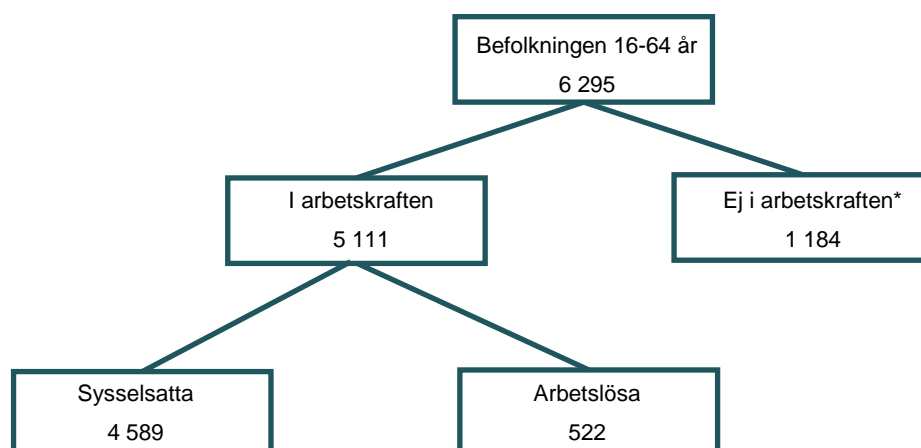 Befolkningen 16-64 år
6 295
I arbetskraften
5 111
Ej i arbetskraften*
1 184
Sysselsatta
4 589
Arbetslösa
522